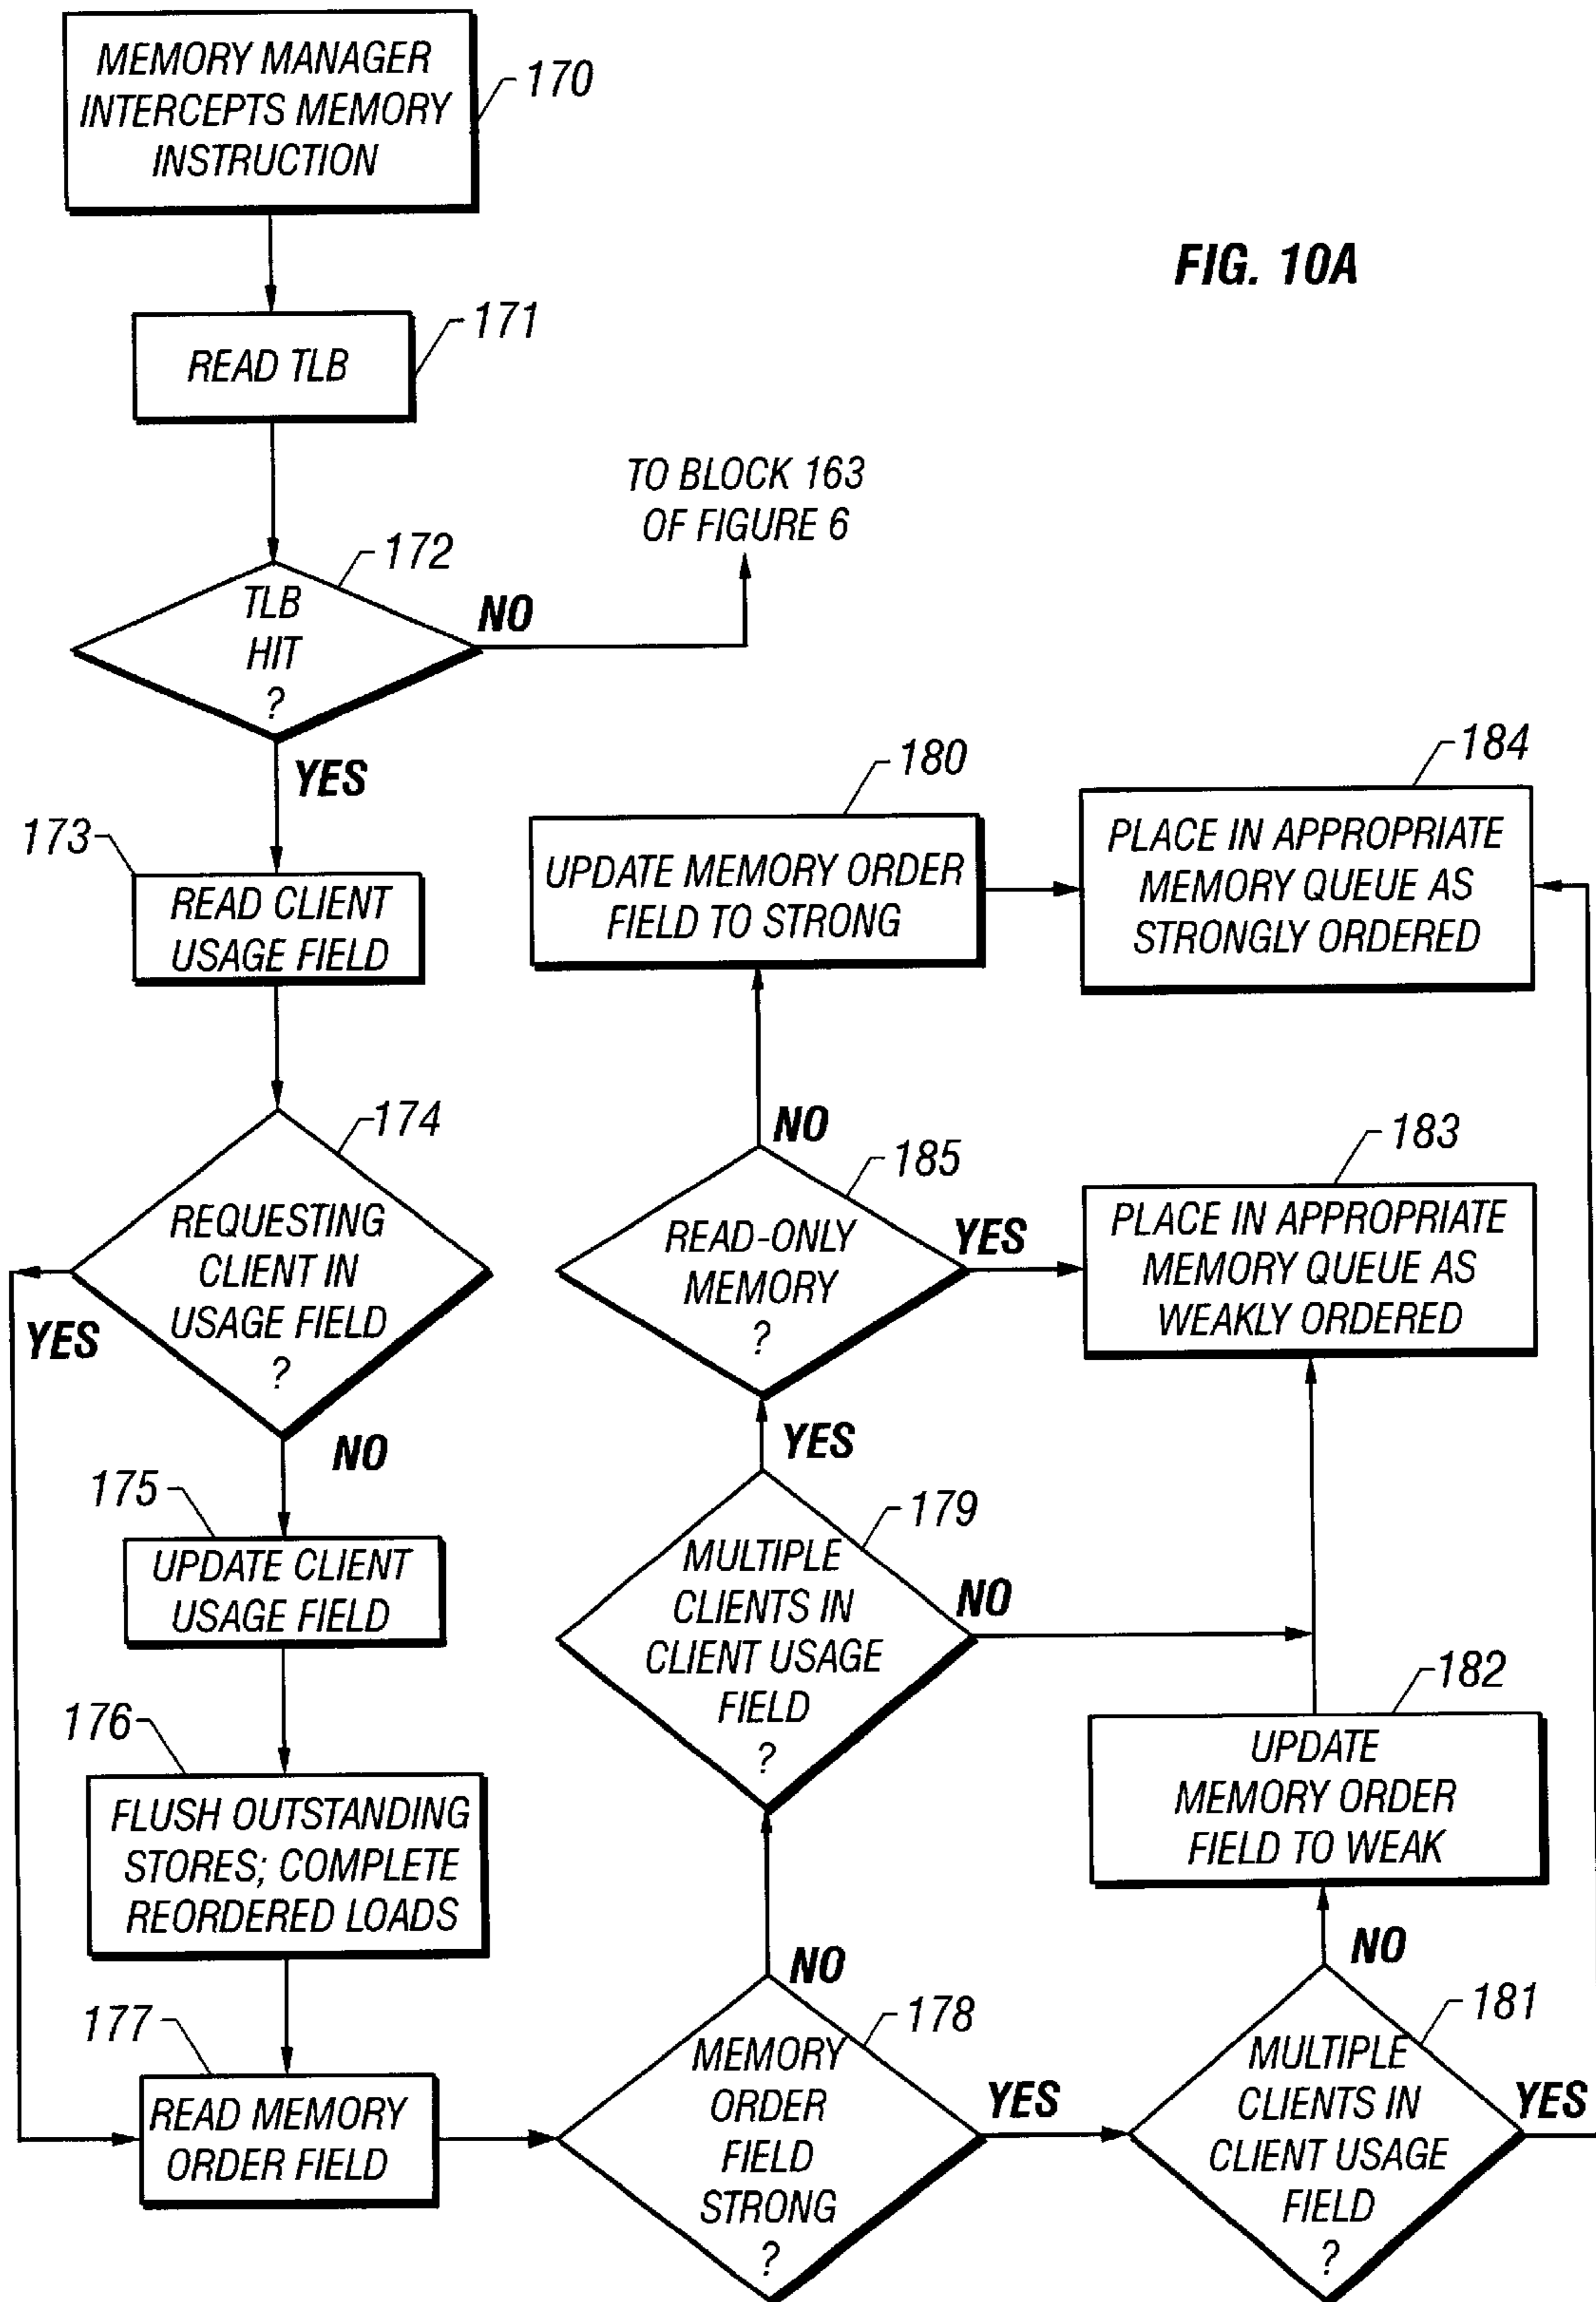 MEMORY MANAGER
INTERCEPTS MEMORY
INSTRUCTION
170
FIG. 10A
READ TLB
171
TO BLOCK 163
OF FIGURE 6
TLB
HIT
?
172
NO
YES
173
READ CLIENT
USAGE FIELD
174
REQUESTING
CLIENT IN
USAGE FIELD
?
YES
NO
175
UPDATE CLIENT
USAGE FIELD
176
FLUSH OUTSTANDING
STORES; COMPLETE
REORDERED LOADS
177
READ MEMORY
ORDER FIELD
180
UPDATE MEMORY ORDER
FIELD TO STRONG
184
PLACE IN APPROPRIATE
MEMORY QUEUE AS
STRONGLY ORDERED
NO
185
READ-ONLY
MEMORY
?
YES
183
PLACE IN APPROPRIATE
MEMORY QUEUE AS
WEAKLY ORDERED
YES
179
MULTIPLE
CLIENTS IN
CLIENT USAGE
FIELD
?
NO
182
UPDATE
MEMORY ORDER
FIELD TO WEAK
NO
178
MEMORY
ORDER
FIELD
STRONG
?
YES
NO
181
MULTIPLE
CLIENTS IN
CLIENT USAGE
FIELD
?
YES